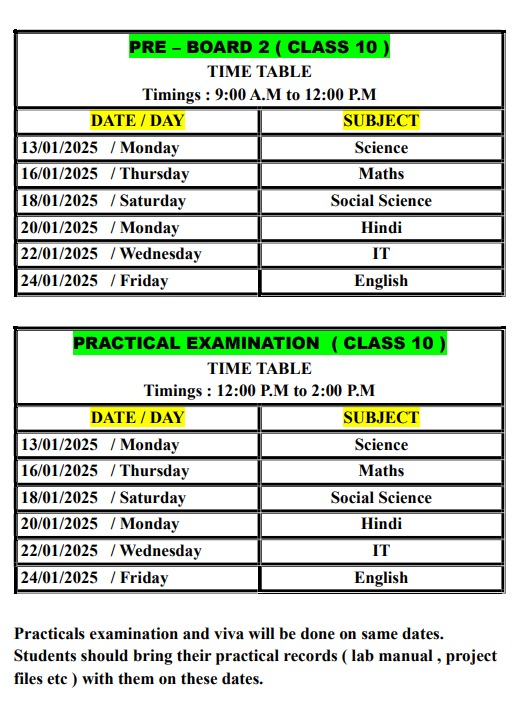 PRE – BOARD 2 ( CLASS 10 )
TIME TABLE
Timings : 9:00 A.M to 12:00 P.M
DATE / DAY SUBJECT
13/01/2025 / Monday Science
16/01/2025 / Thursday Maths
18/01/2025 / Saturday Social Science
20/01/2025 / Monday Hindi
22/01/2025 / Wednesday IT
24/01/2025 / Friday English
PRACTICAL EXAMINATION ( CLASS 10 )
TIME TABLE
Timings : 12:00 P.M to 2:00 P.M
DATE / DAY SUBJECT
13/01/2025 / Monday Science
16/01/2025 / Thursday Maths
18/01/2025 / Saturday Social Science
20/01/2025 / Monday Hindi
22/01/2025 / Wednesday IT
24/01/2025 / Friday English
Practicals examination and viva will be done on same dates.
Students should bring their practical records ( lab manual , project
files etc ) with them on these dates.